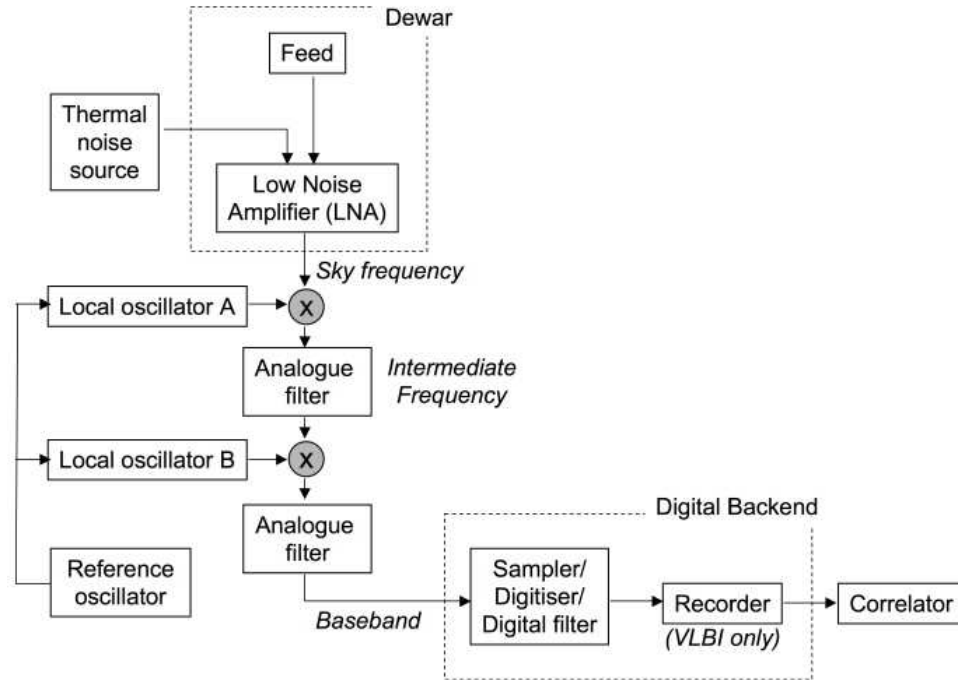 Dewar
Feed
Thermal
noise
source
Low Noise
Amplifier (LNA)
Sky frequency
Local oscillator A
X
Analogue
filter
Intermediate
Frequency
Local oscillator B
X
Analogue
filter
Reference
oscillator
Baseband
Digital Backend
Sampler/
Digitiser/
Digital filter
Recorder
(VLBI only)
Correlator